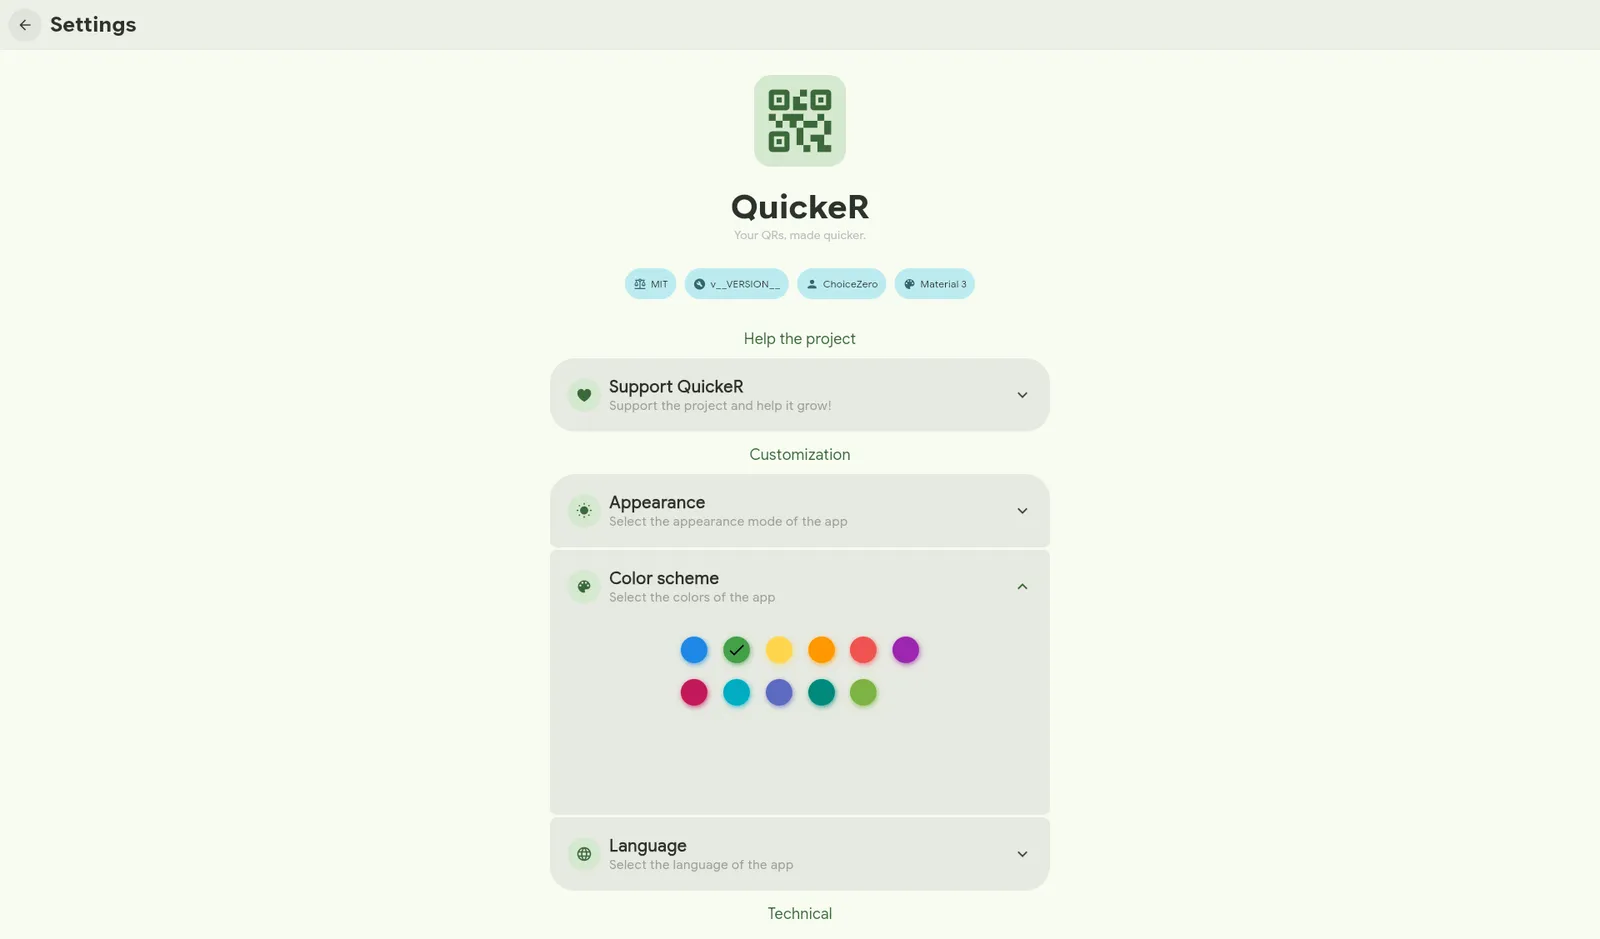 Settings
QuickeR
Your QRs, made quicker.
MIT
v__VERSION__
ChoiceZero
Material 3
Help the project
Support QuickeR
Support the project and help it grow!
Customization
Appearance
Select the appearance mode of the app
Color scheme
Select the colors of the app
Language
Select the language of the app
Technical